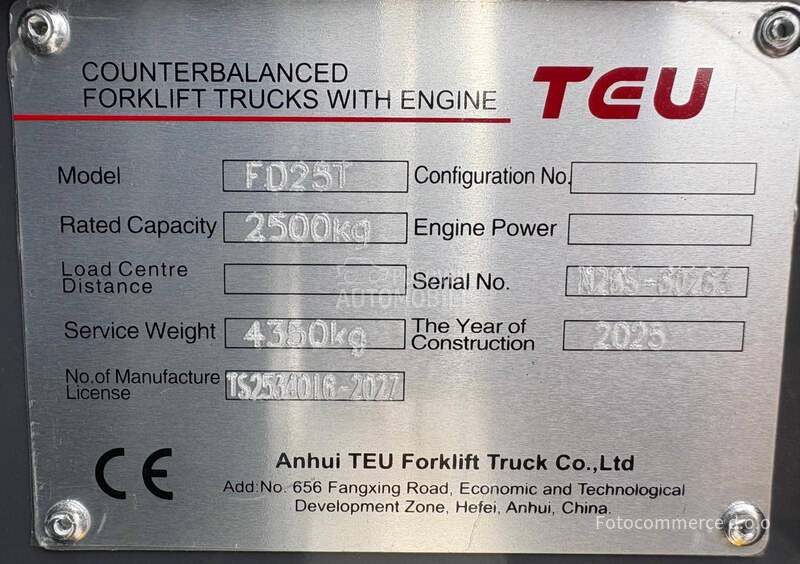 COUNTERBALANCED
FORKLIFT TRUCKS WITH ENGINE
TEU
Model FD25T Configuration No.
Rated Capacity 2500kg Engine Power
Load Centre
Distance
Serial No.
AUTOMOBILI
Service Weight 4350kg
The Year of
Construction 2025
No.of Manufacture
License
CE
Anhui TEU Forklift Truck Co.,Ltd
Add:No. 656 Fangxing Road, Economic and Technological
Development Zone, Hefei, Anhui, China.
Fotocommerce d.o.o